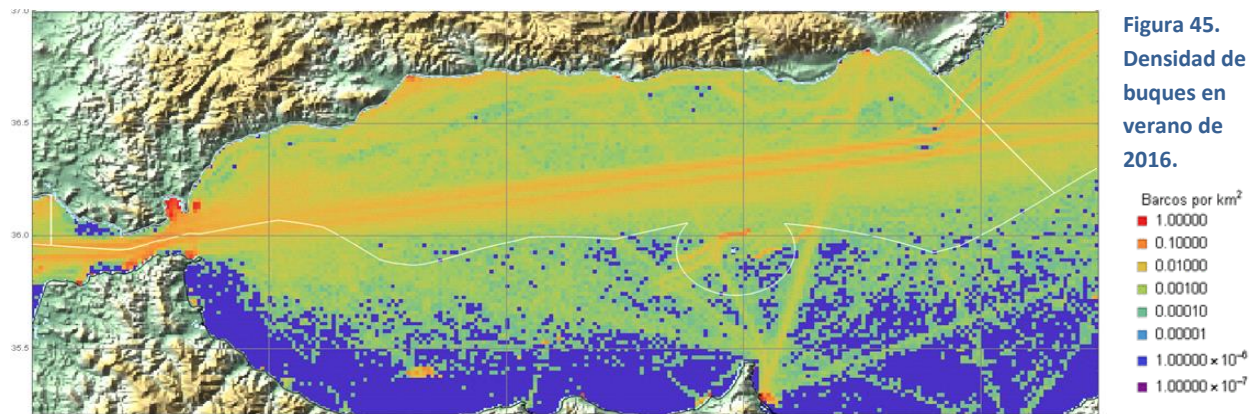 37.0
36.5
36.0
35.5
Figura 45.
Densidad de
buques en
verano de
2016.
Barcos por km²
1.00000
0.10000
0.01000
0.00100
0.00010
0.00001
1.00000 × 10⁻⁶
1.00000 × 10⁻⁷